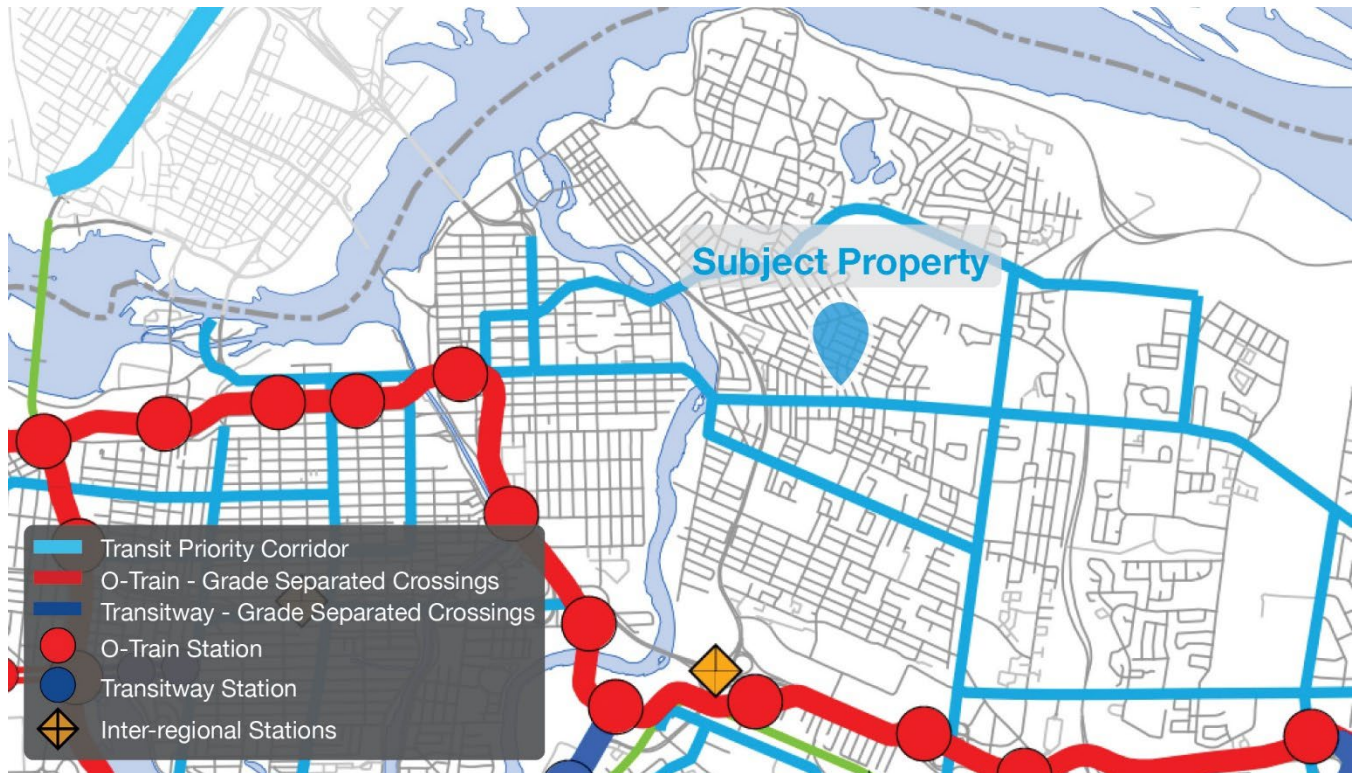 Subject Property
Transit Priority Corridor
O-Train - Grade Separated Crossings
Transitway - Grade Separated Crossings
O-Train Station
Transitway Station
Inter-regional Stations